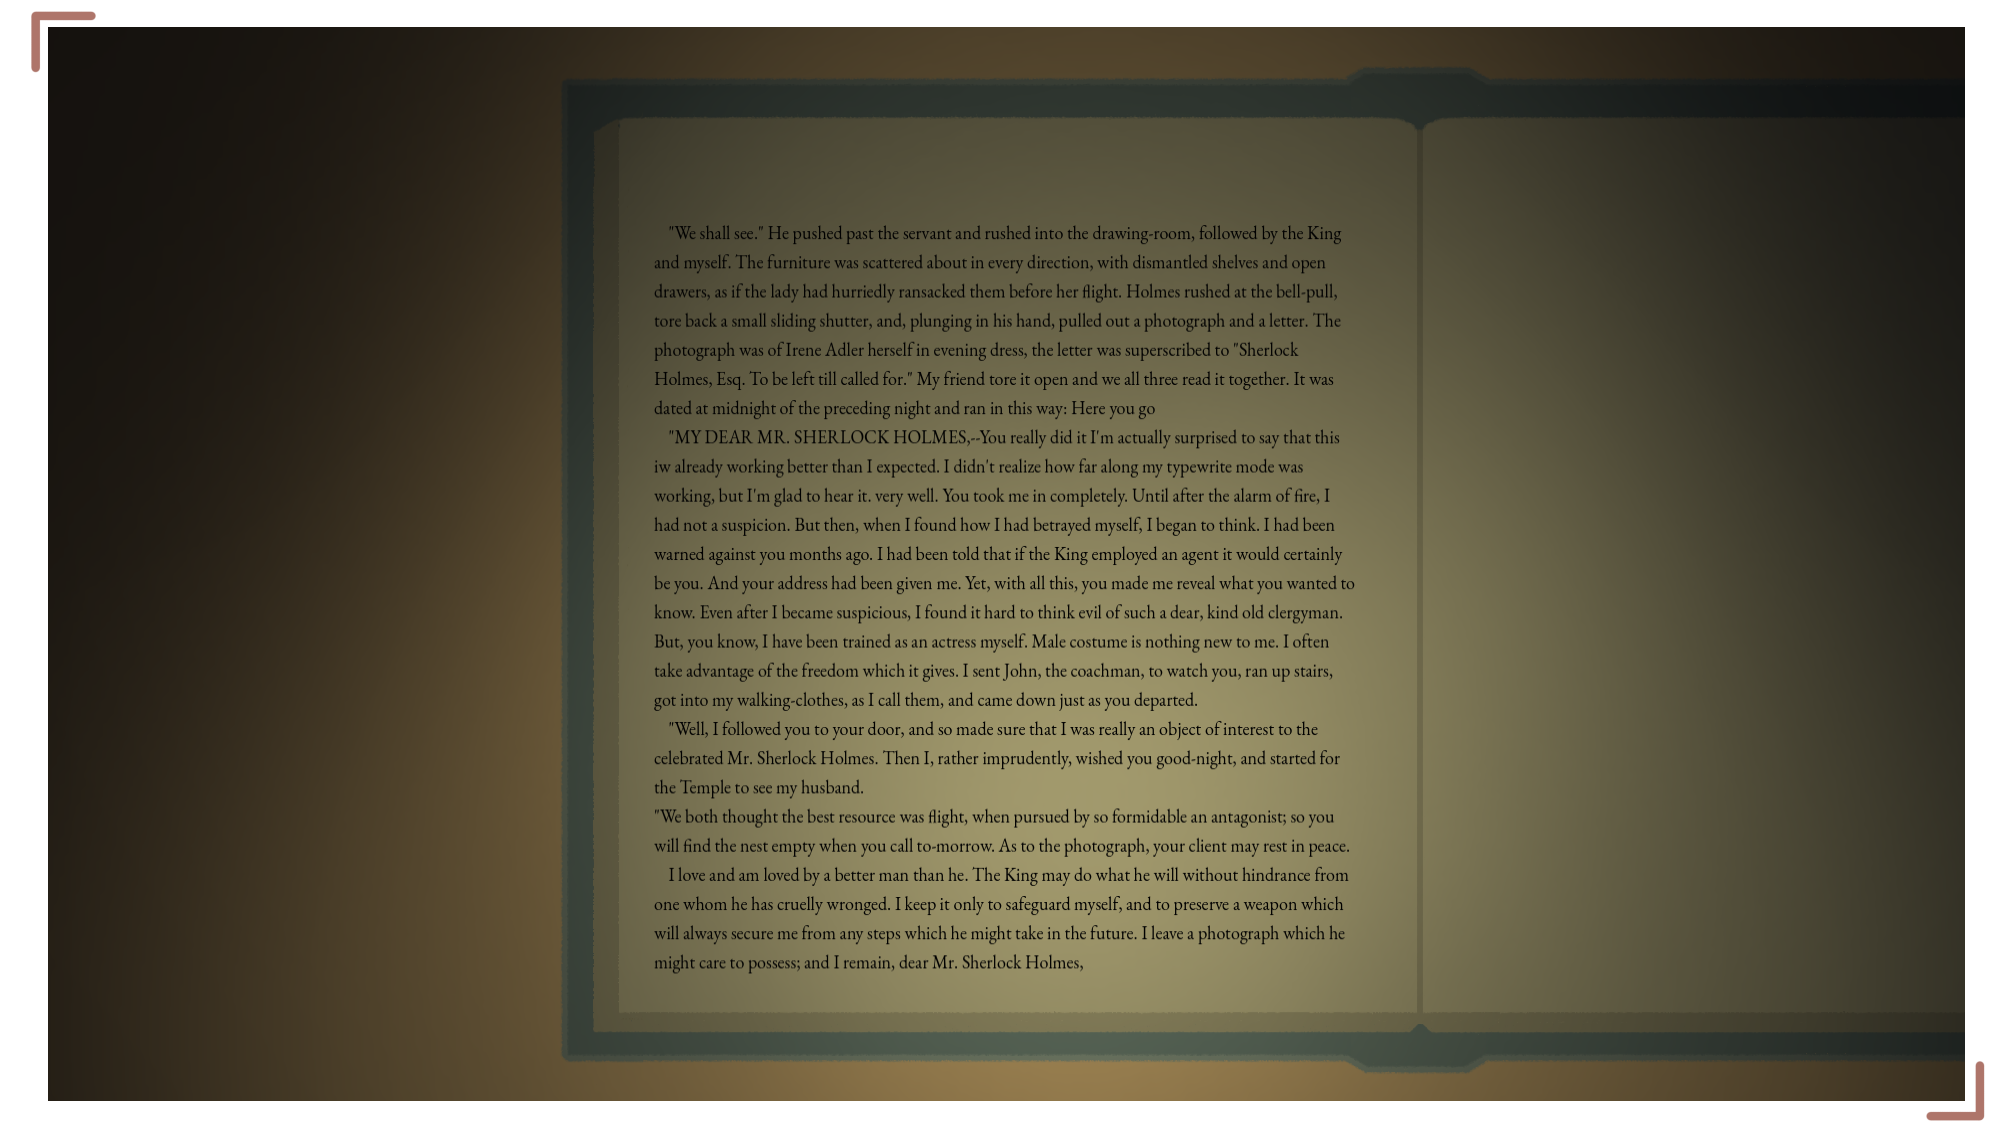 "We shall see." He pushed past the servant and rushed into the drawing-room, followed by the King
and myself. The furniture was scattered about in every direction, with dismantled shelves and open
drawers, as if the lady had hurriedly ransacked them before her flight. Holmes rushed at the bell-pull,
tore back a small sliding shutter, and, plunging in his hand, pulled out a photograph and a letter. The
photograph was of Irene Adler herself in evening dress, the letter was superscribed to "Sherlock
Holmes, Esq. To be left till called for." My friend tore it open and we all three read it together. It was
dated at midnight of the preceding night and ran in this way: Here you go
"MY DEAR MR. SHERLOCK HOLMES,--You really did it I'm actually surprised to say that this
iw already working better than I expected. I didn't realize how far along my typewrite mode was
working, but I'm glad to hear it. very well. You took me in completely. Until after the alarm of fire, I
had not a suspicion. But then, when I found how I had betrayed myself, I began to think. I had been
warned against you months ago. I had been told that if the King employed an agent it would certainly
be you. And your address had been given me. Yet, with all this, you made me reveal what you wanted to
know. Even after I became suspicious, I found it hard to think evil of such a dear, kind old clergyman.
But, you know, I have been trained as an actress myself. Male costume is nothing new to me. I often
take advantage of the freedom which it gives. I sent John, the coachman, to watch you, ran up stairs,
got into my walking-clothes, as I call them, and came down just as you departed.
"Well, I followed you to your door, and so made sure that I was really an object of interest to the
celebrated Mr. Sherlock Holmes. Then I, rather imprudently, wished you good-night, and started for
the Temple to see my husband.
"We both thought the best resource was flight, when pursued by so formidable an antagonist; so you
will find the nest empty when you call to-morrow. As to the photograph, your client may rest in peace.
I love and am loved by a better man than he. The King may do what he will without hindrance from
one whom he has cruelly wronged. I keep it only to safeguard myself, and to preserve a weapon which
will always secure me from any steps which he might take in the future. I leave a photograph which he
might care to possess; and I remain, dear Mr. Sherlock Holmes,